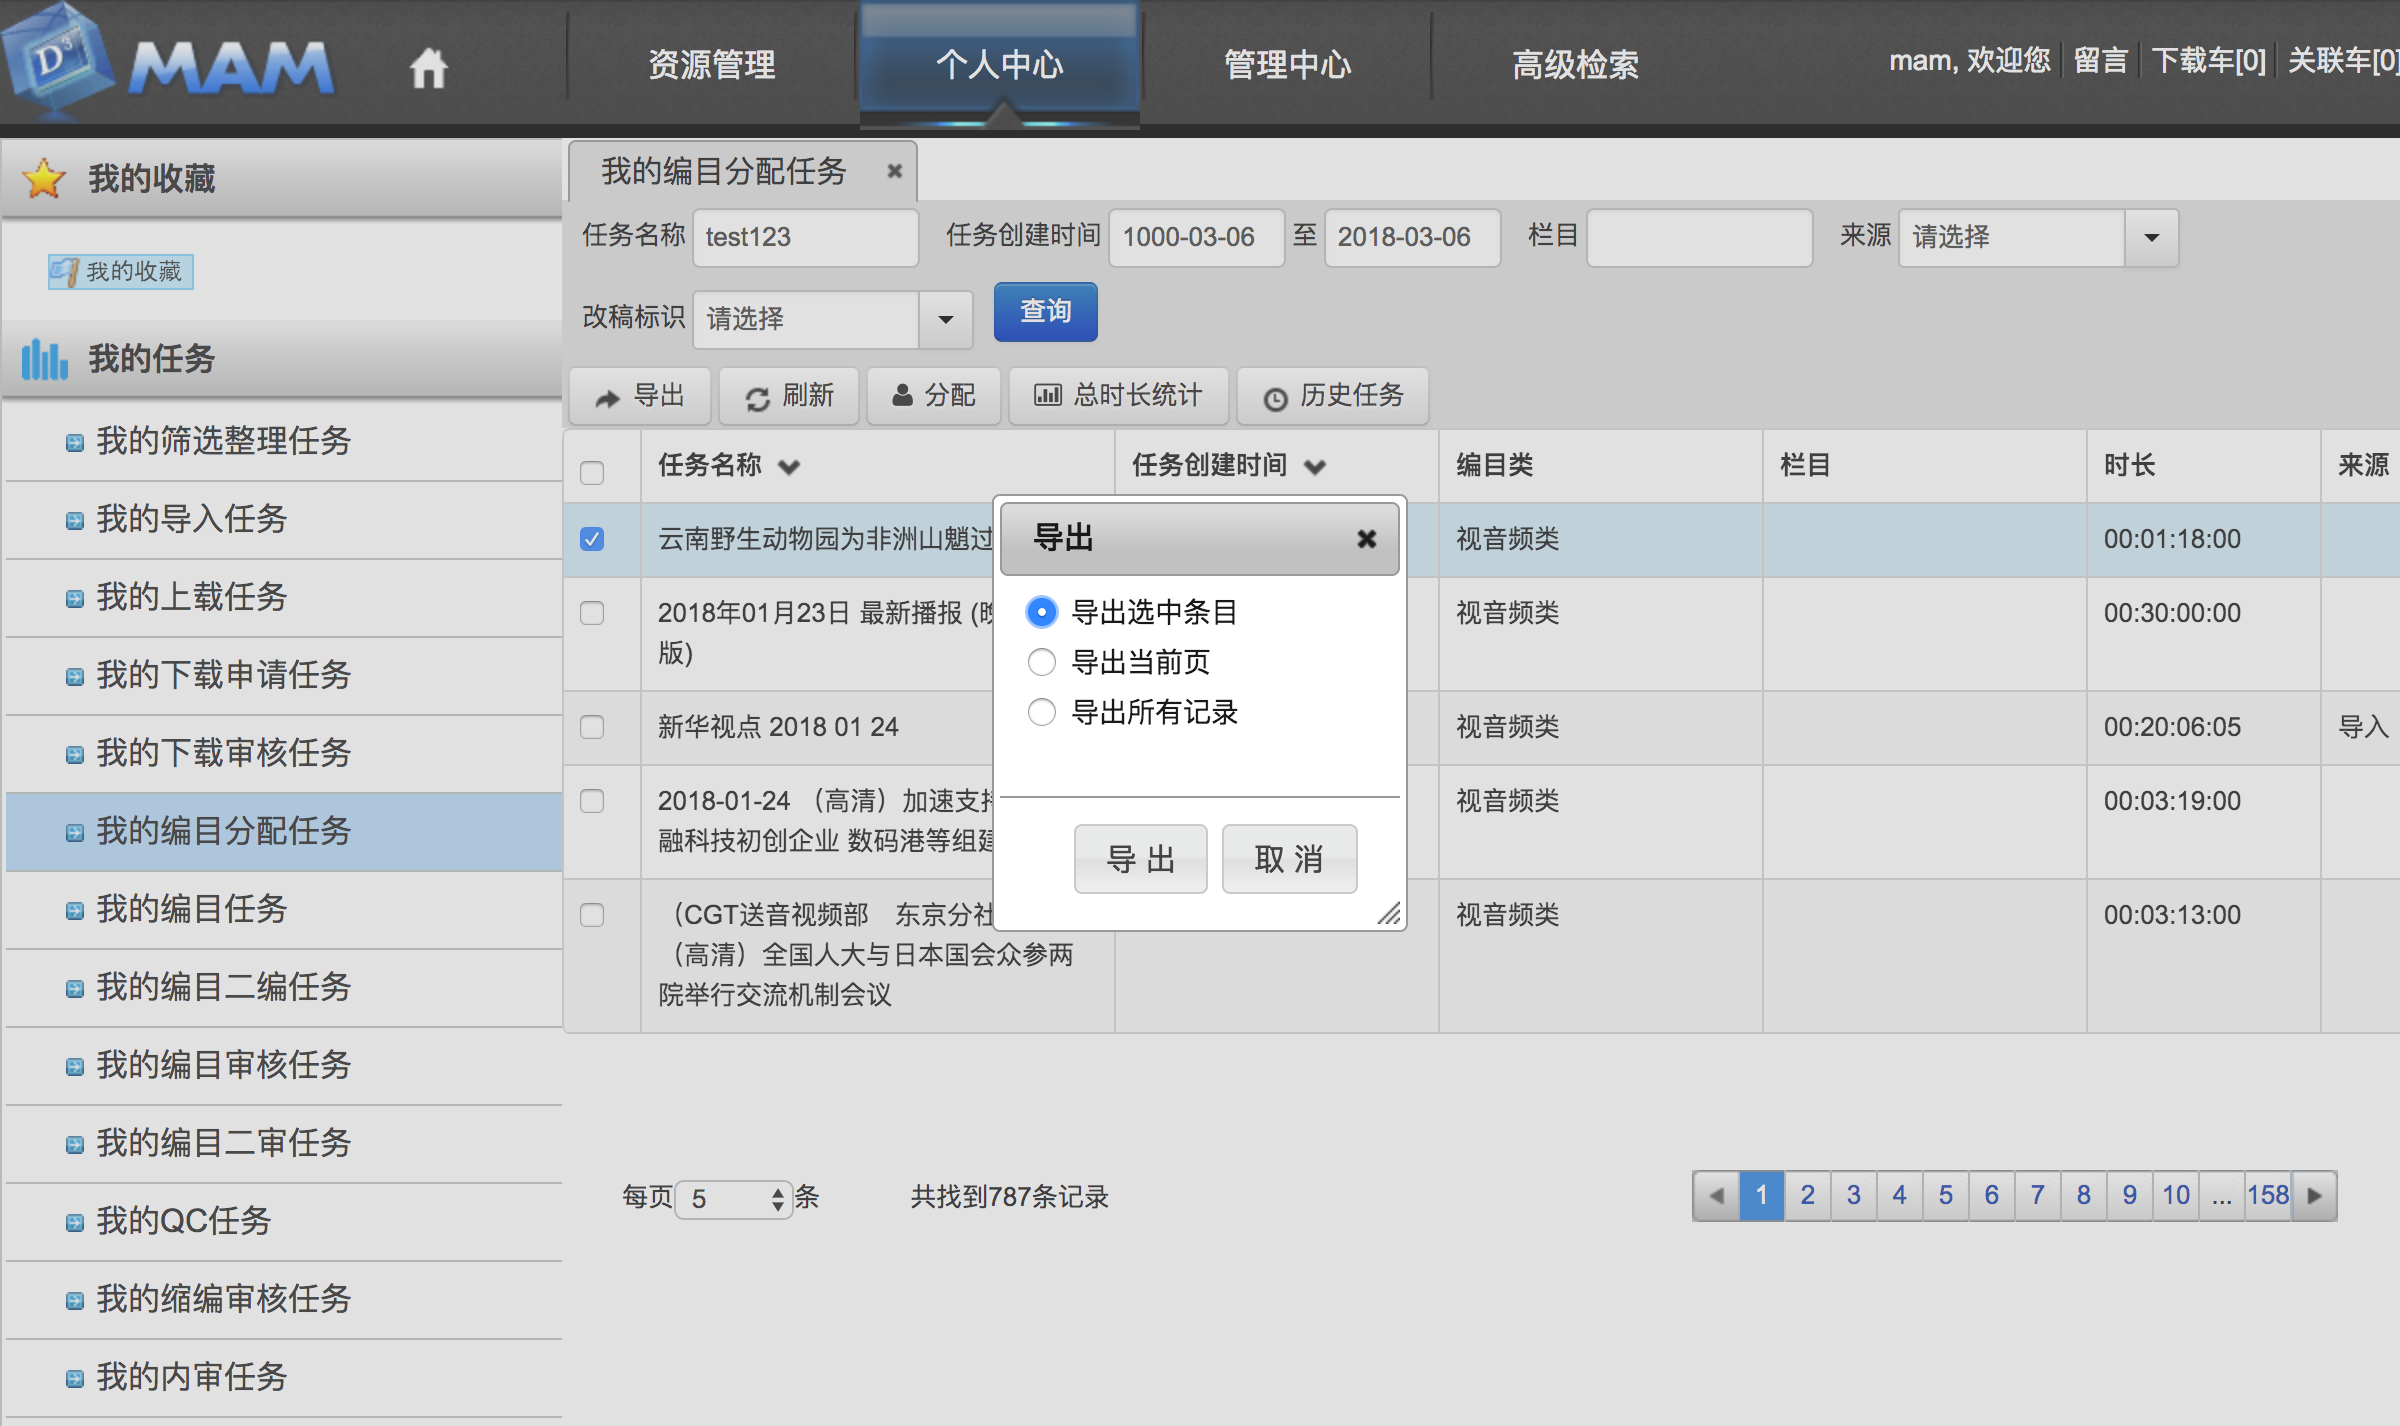 D³ MAM
资源管理
个人中心
管理中心
高级检索
mam, 欢迎您 留言 下载车[0] 关联车[0]
我的收藏
我的收藏
我的任务
我的筛选整理任务
我的导入任务
我的上载任务
我的下载申请任务
我的下载审核任务
我的编目分配任务
我的编目任务
我的编目二编任务
我的编目审核任务
我的编目二审任务
我的QC任务
我的缩编审核任务
我的内审任务
我的编目分配任务
任务名称 test123 任务创建时间 1000-03-06 至 2018-03-06 栏目 来源 请选择
改稿标识 请选择 查询
导出 刷新 分配 总时长统计 历史任务
任务名称 任务创建时间 编目类 栏目 时长 来源
云南野生动物园为非洲山魈过 视音频类 00:01:18:00
2018年01月23日 最新播报 (晚 视音频类 00:30:00:00
版)
新华视点 2018 01 24 视音频类 00:20:06:05 导入
2018-01-24 （高清）加速支持 视音频类 00:03:19:00
融科技初创企业 数码港等组建
（CGT送音视频部 东京分社 视音频类 00:03:13:00
（高清）全国人大与日本国会众参两
院举行交流机制会议
导出
导出选中条目
导出当前页
导出所有记录
导 出 取 消
每页 5 条 共找到787条记录 1 2 3 4 5 6 7 8 9 10 ... 158